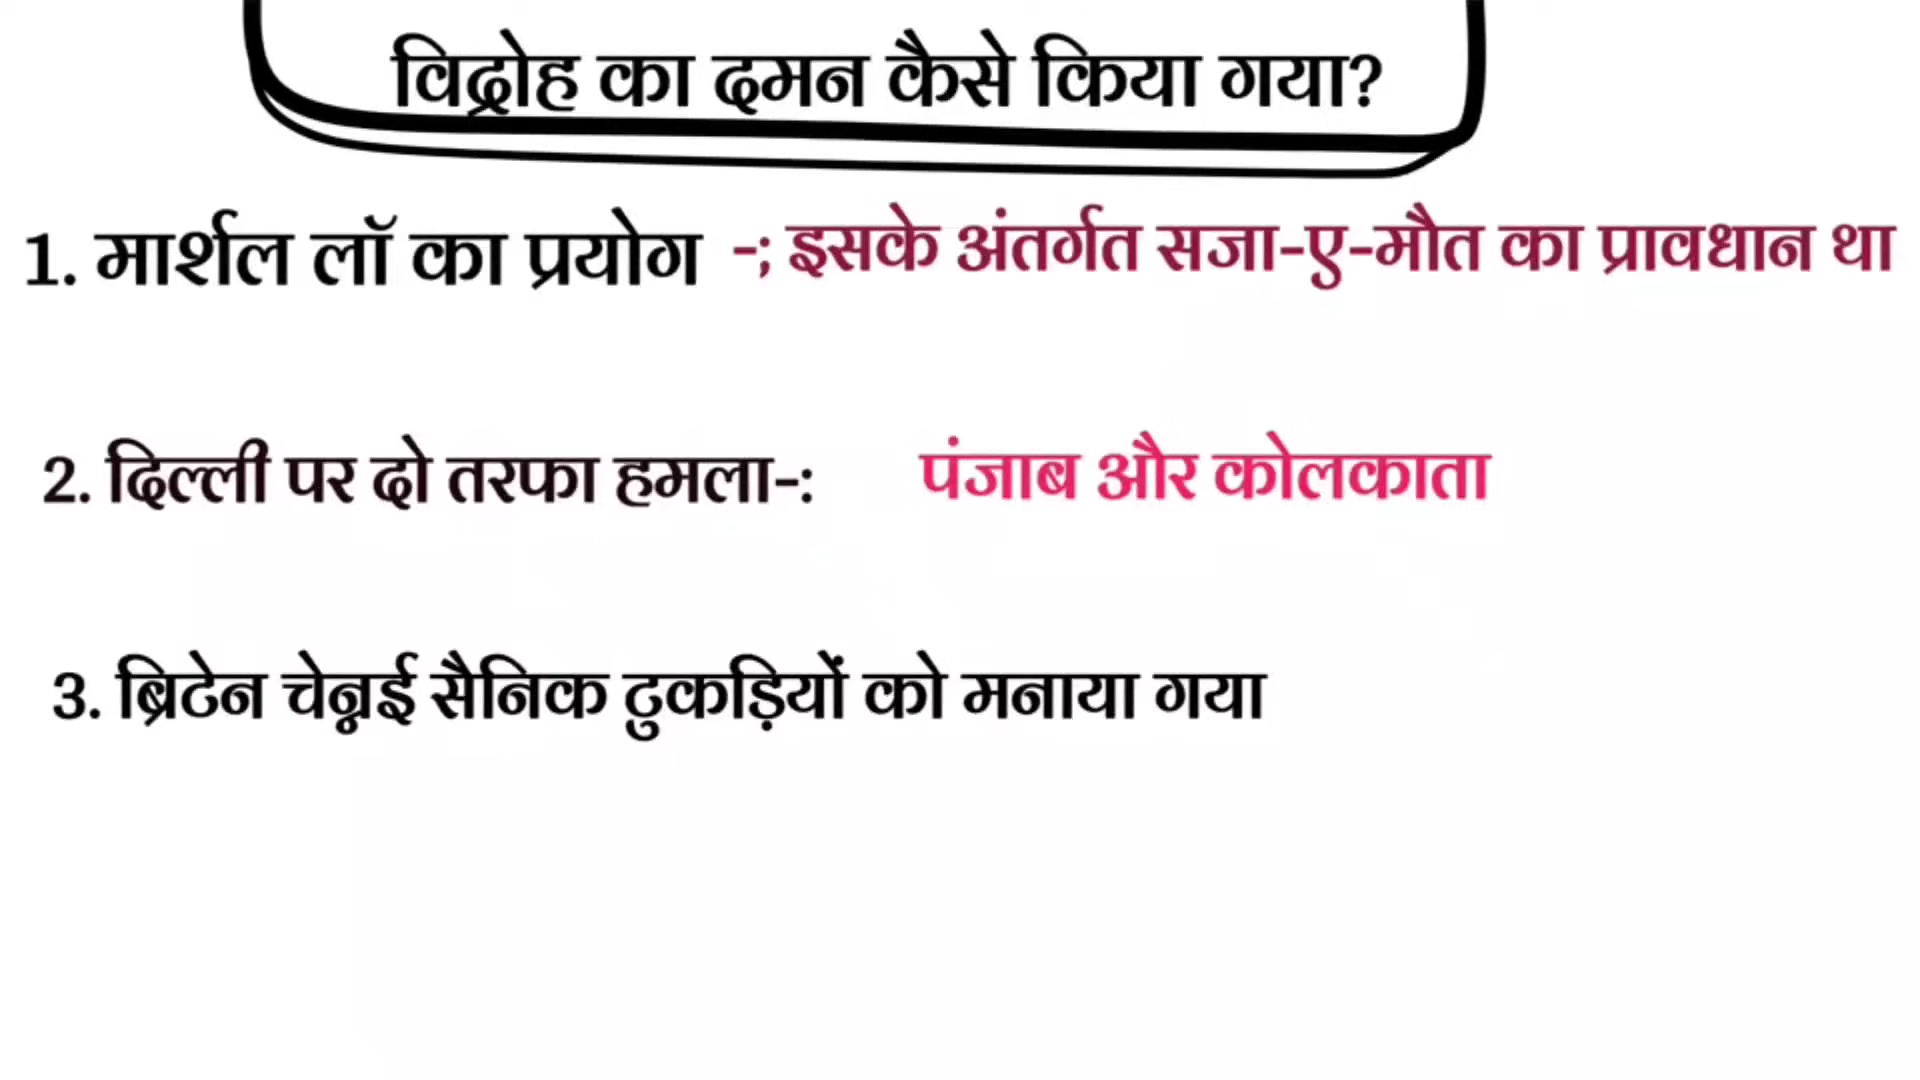 विद्रोह का दमन कैसे किया गया?
1. मार्शल लॉ का प्रयोग -; इसके अंतर्गत सजा-ए-मौत का प्रावधान था
2. दिल्ली पर दो तरफा हमला-: पंजाब और कोलकाता
3. ब्रिटेन चेन्नई सैनिक टुकड़ियों को मनाया गया